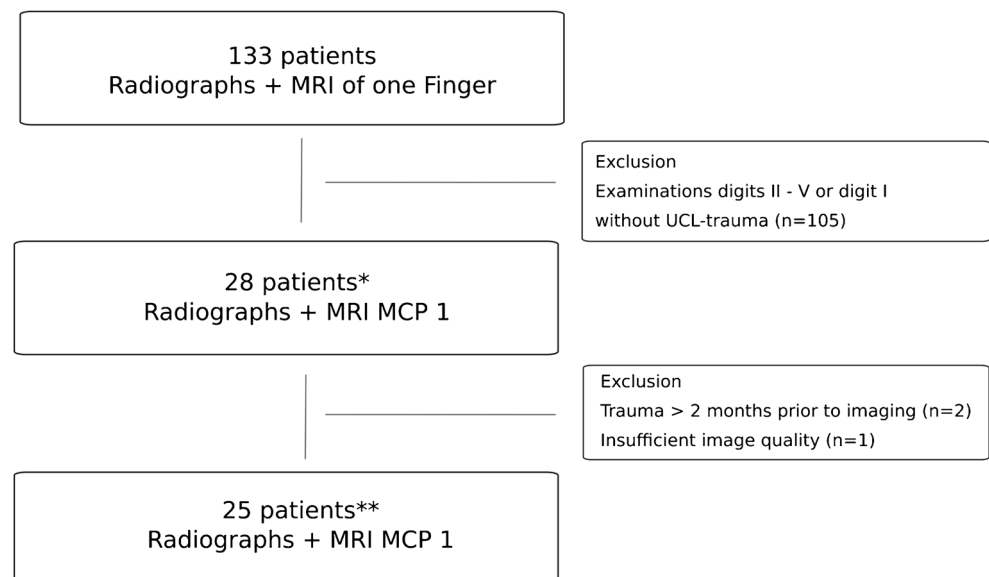 133 patients
Radiographs + MRI of one Finger
Exclusion
Examinations digits II - V or digit I
without UCL-trauma (n=105)
28 patients*
Radiographs + MRI MCP 1
Exclusion
Trauma > 2 months prior to imaging (n=2)
Insufficient image quality (n=1)
25 patients**
Radiographs + MRI MCP 1